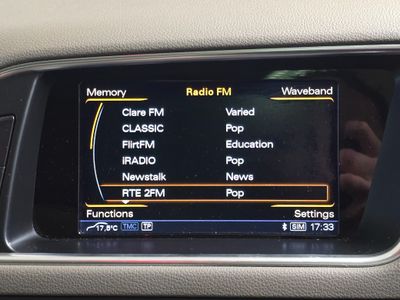 Memory Radio FM Waveband
Clare FM Varied
CLASSIC Pop
FlirtFM Education
iRADIO Pop
Newstalk News
RTE 2FM Pop
Functions Settings
17,5°C TMC TP SIM 17:33